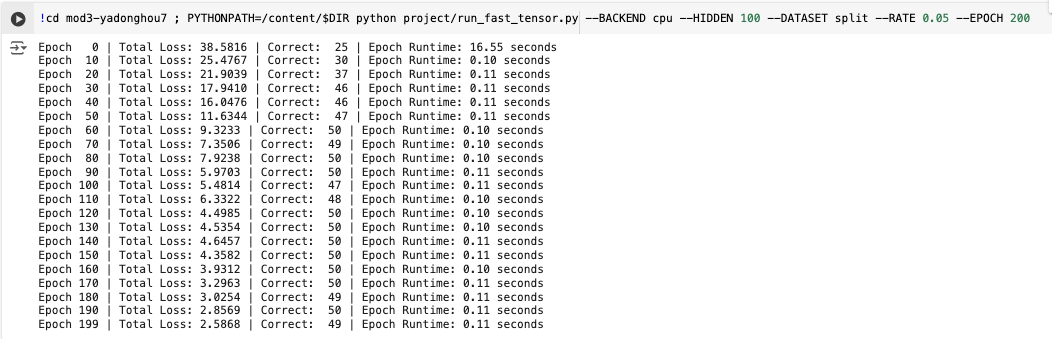 !cd mod3-yadonghou7 ; PYTHONPATH=/content/$DIR python project/run_fast_tensor.py --BACKEND cpu --HIDDEN 100 --DATASET split --RATE 0.05 --EPOCH 200
Epoch   0 | Total Loss: 38.5816 | Correct:  25 | Epoch Runtime: 16.55 seconds
Epoch  10 | Total Loss: 25.4767 | Correct:  30 | Epoch Runtime: 0.10 seconds
Epoch  20 | Total Loss: 21.9039 | Correct:  37 | Epoch Runtime: 0.11 seconds
Epoch  30 | Total Loss: 17.9410 | Correct:  46 | Epoch Runtime: 0.11 seconds
Epoch  40 | Total Loss: 16.0476 | Correct:  46 | Epoch Runtime: 0.11 seconds
Epoch  50 | Total Loss: 11.6344 | Correct:  47 | Epoch Runtime: 0.11 seconds
Epoch  60 | Total Loss: 9.3233 | Correct:  50 | Epoch Runtime: 0.10 seconds
Epoch  70 | Total Loss: 7.3506 | Correct:  49 | Epoch Runtime: 0.10 seconds
Epoch  80 | Total Loss: 7.9238 | Correct:  50 | Epoch Runtime: 0.10 seconds
Epoch  90 | Total Loss: 5.9703 | Correct:  50 | Epoch Runtime: 0.11 seconds
Epoch 100 | Total Loss: 5.4814 | Correct:  47 | Epoch Runtime: 0.11 seconds
Epoch 110 | Total Loss: 6.3322 | Correct:  48 | Epoch Runtime: 0.10 seconds
Epoch 120 | Total Loss: 4.4985 | Correct:  50 | Epoch Runtime: 0.10 seconds
Epoch 130 | Total Loss: 4.5354 | Correct:  50 | Epoch Runtime: 0.10 seconds
Epoch 140 | Total Loss: 4.6457 | Correct:  50 | Epoch Runtime: 0.11 seconds
Epoch 150 | Total Loss: 4.3582 | Correct:  50 | Epoch Runtime: 0.11 seconds
Epoch 160 | Total Loss: 3.9312 | Correct:  50 | Epoch Runtime: 0.10 seconds
Epoch 170 | Total Loss: 3.2963 | Correct:  50 | Epoch Runtime: 0.11 seconds
Epoch 180 | Total Loss: 3.0254 | Correct:  49 | Epoch Runtime: 0.11 seconds
Epoch 190 | Total Loss: 2.8569 | Correct:  50 | Epoch Runtime: 0.11 seconds
Epoch 199 | Total Loss: 2.5868 | Correct:  49 | Epoch Runtime: 0.11 seconds